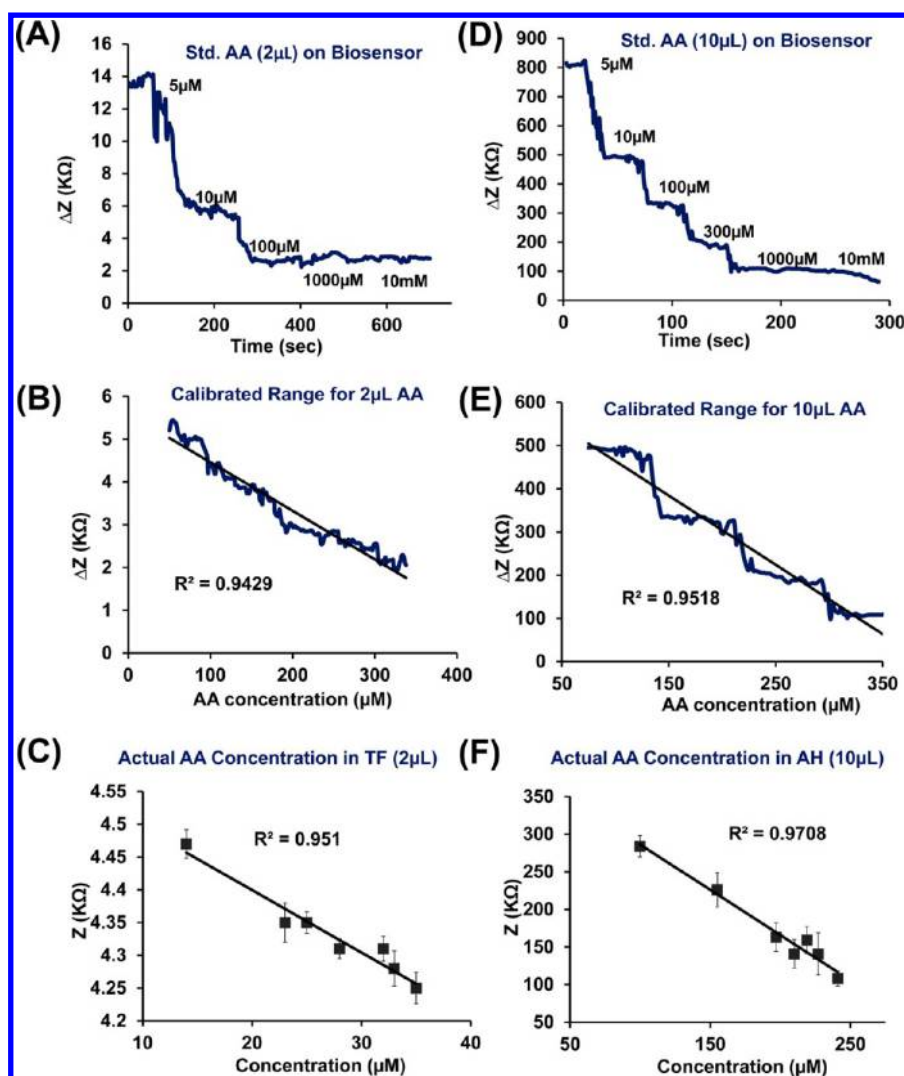 (A)
Std. AA (2µL) on Biosensor
16
14
12
10
8
6
4
2
0
ΔZ (KΩ)
5µM
10µM
100µM
1000µM
10mM
0
200
400
600
Time (sec)
(D)
Std. AA (10µL) on Biosensor
900
800
700
600
500
400
300
200
100
0
ΔZ (KΩ)
5µM
10µM
100µM
300µM
1000µM
10mM
0
100
200
300
Time (sec)
(B)
Calibrated Range for 2µL AA
6
5
4
3
2
1
0
ΔZ (KΩ)
R² = 0.9429
0
100
200
300
400
AA concentration (µM)
(E)
Calibrated Range for 10µL AA
600
500
400
300
200
100
0
ΔZ (KΩ)
R² = 0.9518
50
150
250
350
AA concentration (µM)
(C)
Actual AA Concentration in TF (2µL)
4.55
4.5
4.45
4.4
4.35
4.3
4.25
4.2
Z (KΩ)
R² = 0.951
10
20
30
40
Concentration (µM)
(F)
Actual AA Concentration in AH (10µL)
350
300
250
200
150
100
50
Z (KΩ)
R² = 0.9708
50
150
250
Concentration (µM)